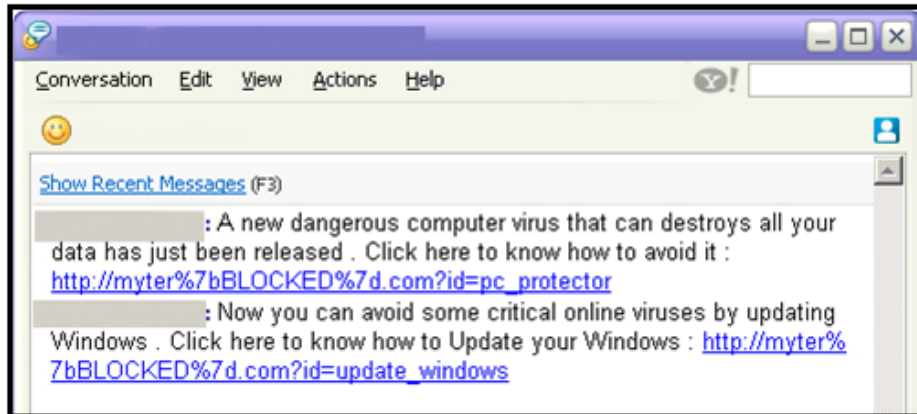 Conversation Edit View Actions Help Y!
Show Recent Messages (F3)
: A new dangerous computer virus that can destroys all your
data has just been released . Click here to know how to avoid it :
http://myter%7bBLOCKED%7d.com?id=pc_protector
: Now you can avoid some critical online viruses by updating
Windows . Click here to know how to Update your Windows : http://myter%
7bBLOCKED%7d.com?id=update_windows